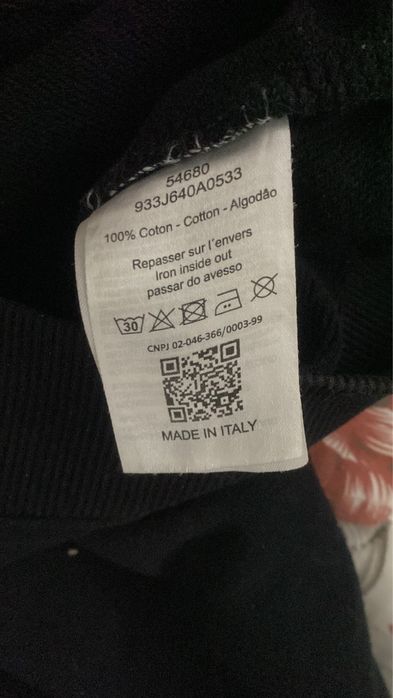 54680
933J640A0533
100% Coton - Cotton - Algodão
Repasser sur l'envers
Iron inside out
passar do avesso
30
CNPJ 02-046-366/0003-99
MADE IN ITALY